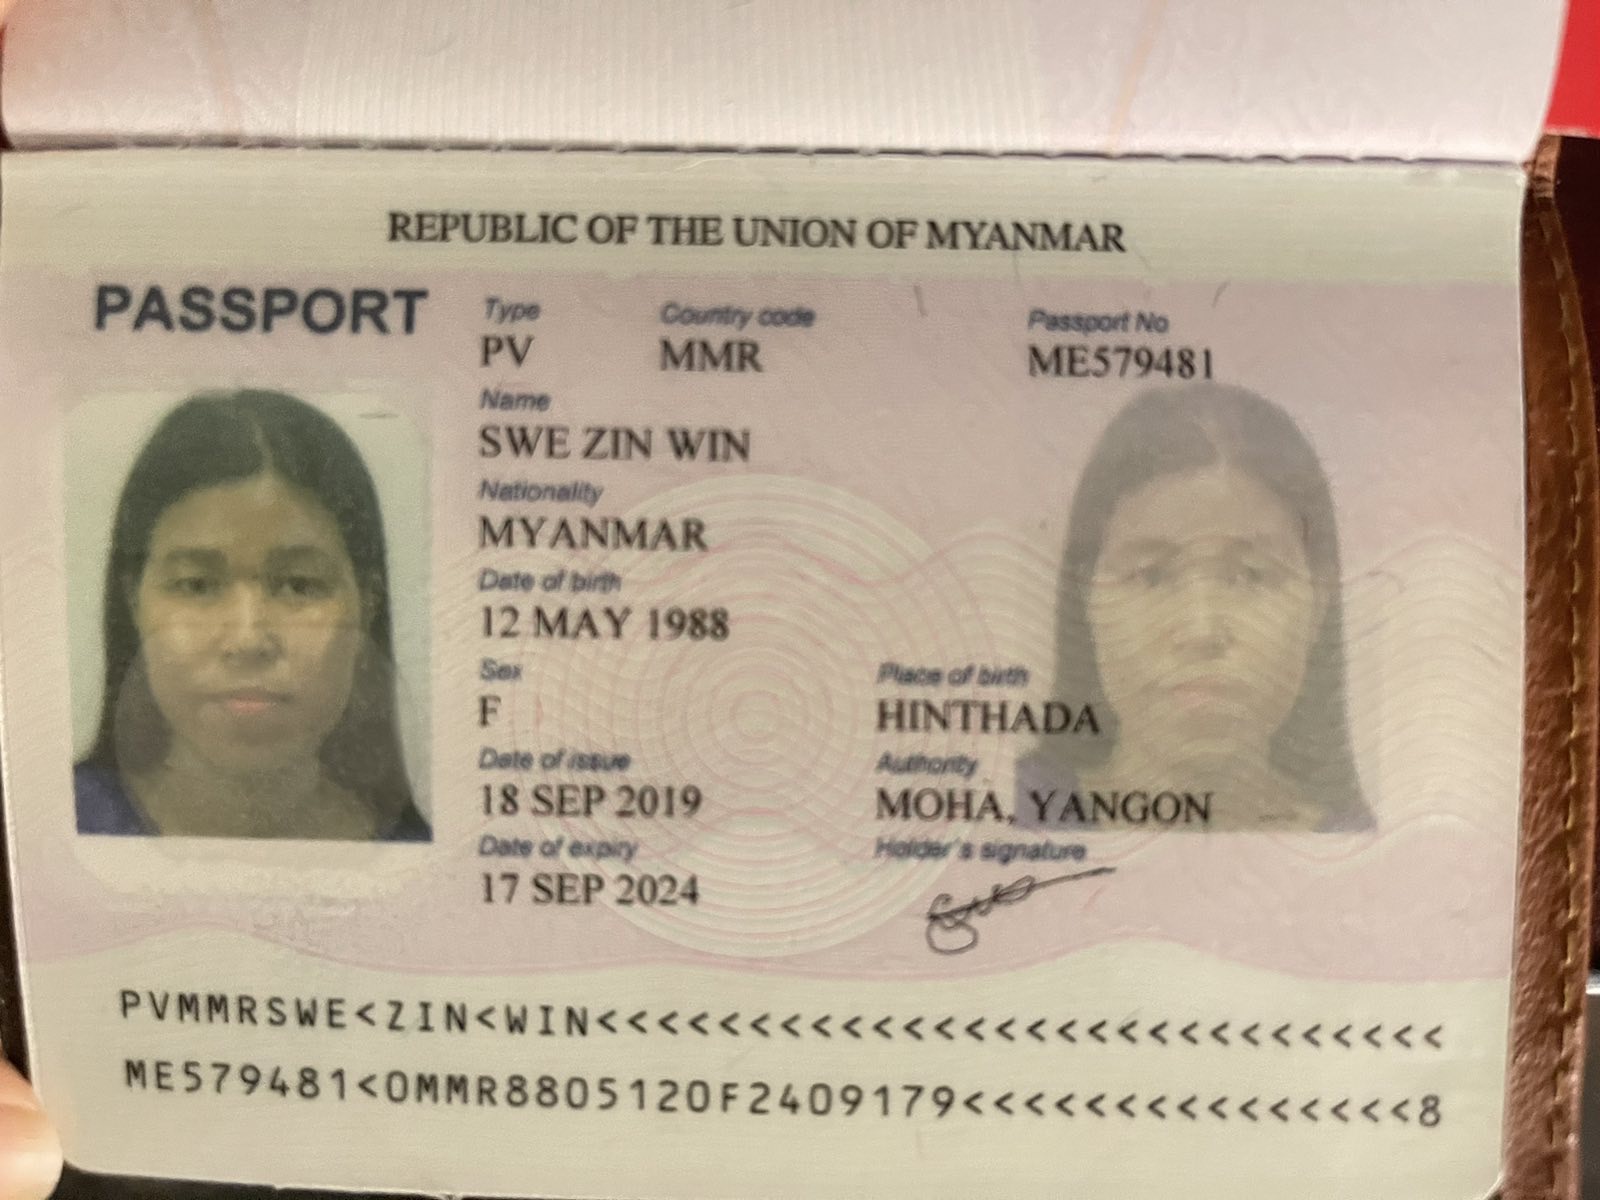 REPUBLIC OF THE UNION OF MYANMAR
PASSPORT
Type Country code Passport No
PV MMR ME579481
Name
SWE ZIN WIN
Nationality
MYANMAR
Date of birth
12 MAY 1988
Sex Place of birth
F HINTHADA
Date of issue Authority
18 SEP 2019 MOHA, YANGON
Date of expiry Holder's signature
17 SEP 2024
PVMMRSWE<ZIN<WIN<<<<<<<<<<<<<<<<<<<<<<<<<<<<
ME579481<0MMR8805120F2409179<<<<<<<<<<<<<<<8